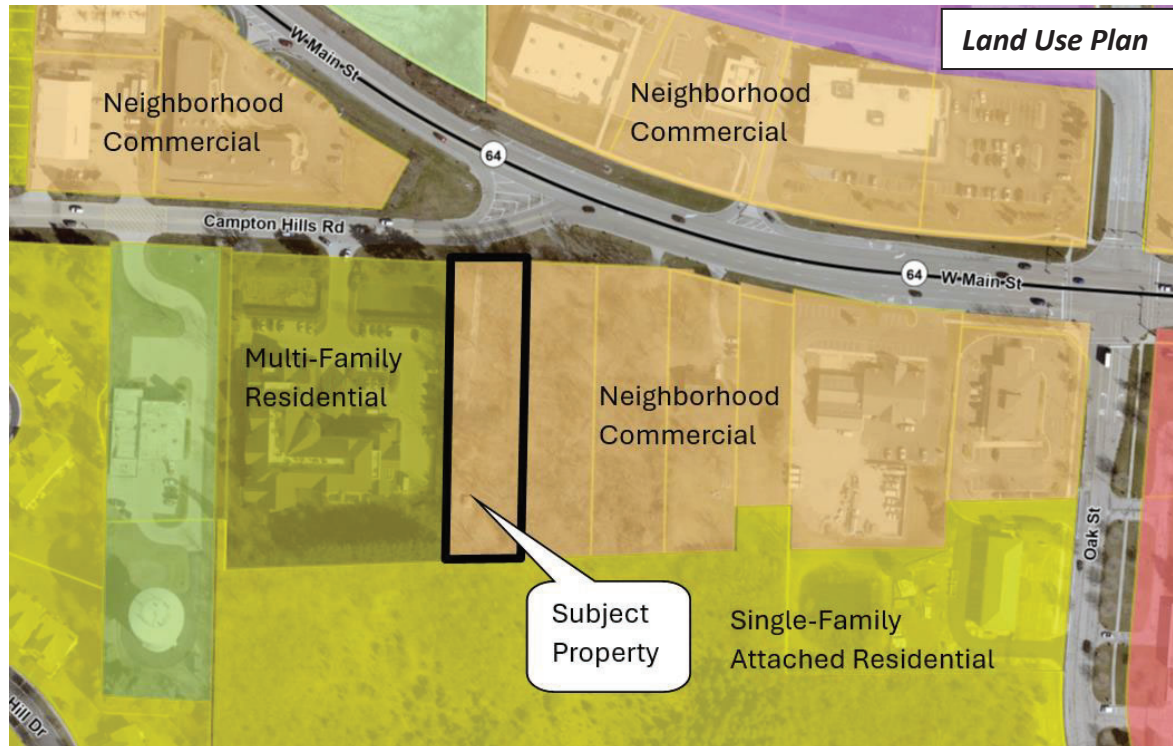 Land Use Plan
W Main St
Neighborhood
Commercial
Neighborhood
Commercial
64
Campton Hills Rd
64
W Main St
Multi-Family
Residential
Neighborhood
Commercial
Oak St
Subject
Property
Single-Family
Attached Residential
Hill Dr